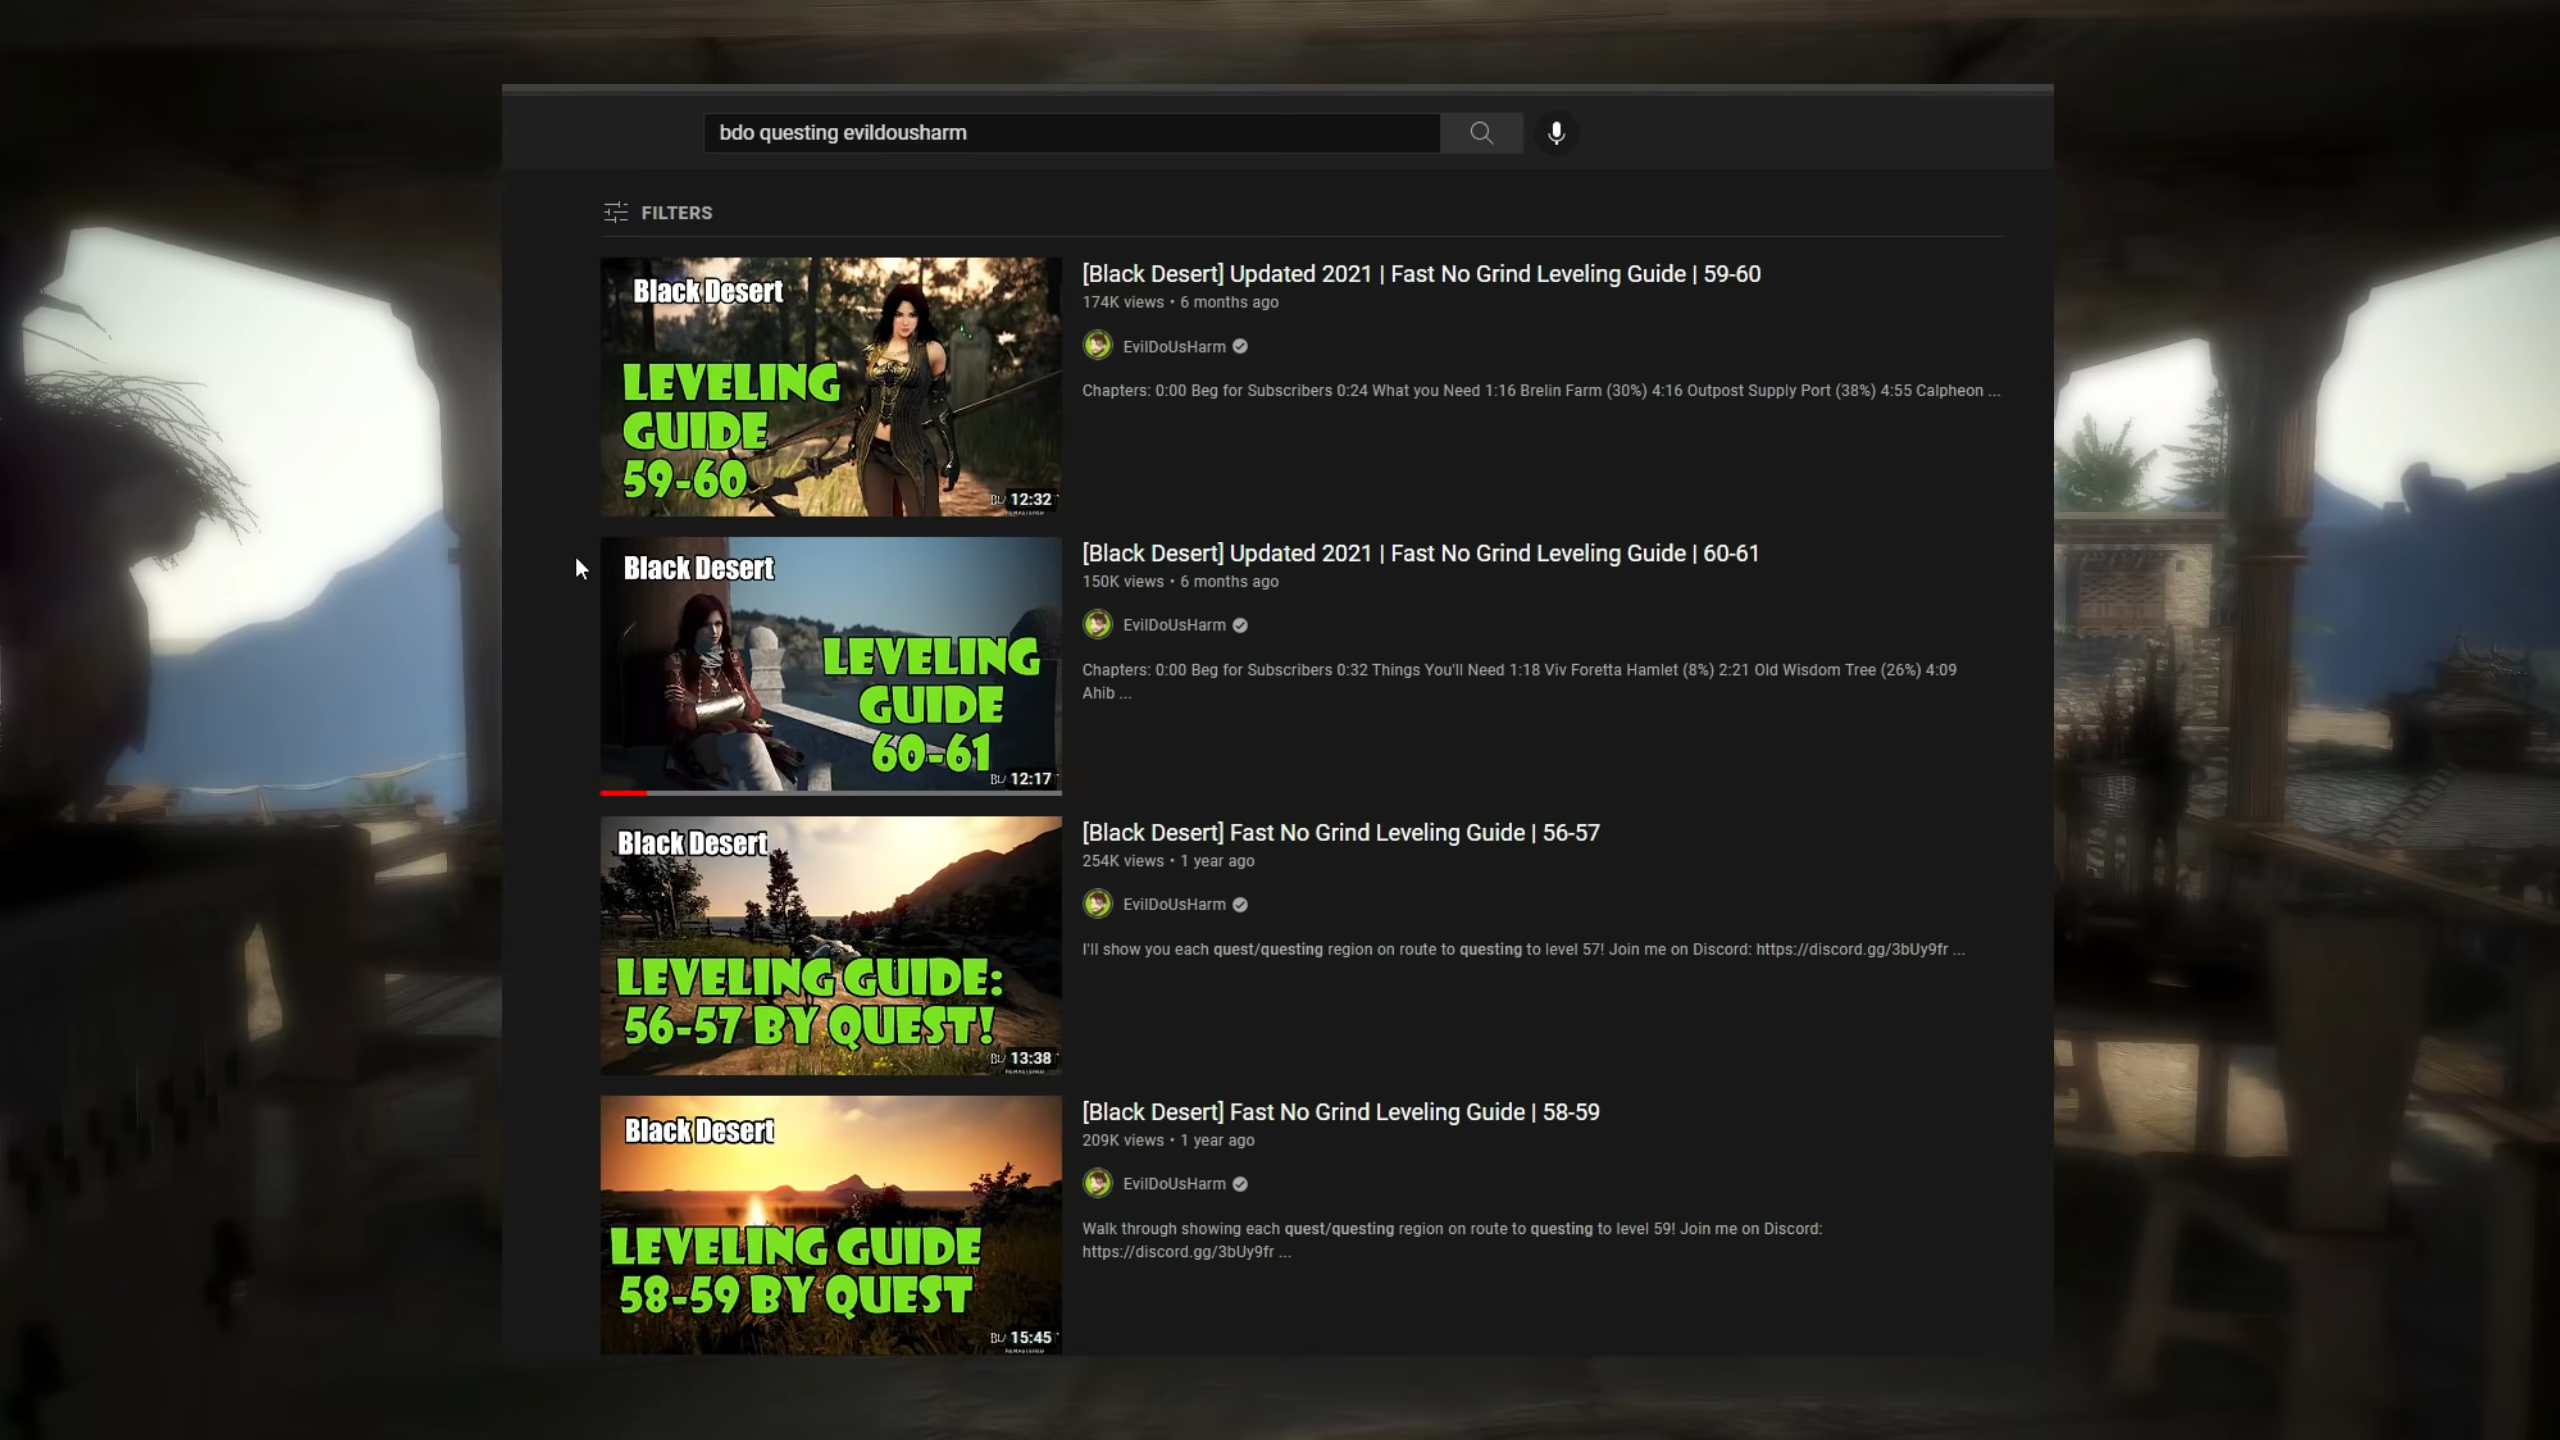 bdo questing evildousharm
FILTERS
Black Desert
LEVELING
GUIDE
59-60
12:32
[Black Desert] Updated 2021 | Fast No Grind Leveling Guide | 59-60
174K views • 6 months ago
EvilDoUsHarm
Chapters: 0:00 Beg for Subscribers 0:24 What you Need 1:16 Brelin Farm (30%) 4:16 Outpost Supply Port (38%) 4:55 Calpheon ...
Black Desert
LEVELING
GUIDE
60-61
12:17
[Black Desert] Updated 2021 | Fast No Grind Leveling Guide | 60-61
150K views • 6 months ago
EvilDoUsHarm
Chapters: 0:00 Beg for Subscribers 0:32 Things You'll Need 1:18 Viv Foretta Hamlet (8%) 2:21 Old Wisdom Tree (26%) 4:09
Ahib ...
Black Desert
LEVELING GUIDE:
56-57 BY QUEST!
13:38
[Black Desert] Fast No Grind Leveling Guide | 56-57
254K views • 1 year ago
EvilDoUsHarm
I'll show you each quest/questing region on route to questing to level 57! Join me on Discord: https://discord.gg/3bUy9fr ...
Black Desert
LEVELING GUIDE
58-59 BY QUEST
15:45
[Black Desert] Fast No Grind Leveling Guide | 58-59
209K views • 1 year ago
EvilDoUsHarm
Walk through showing each quest/questing region on route to questing to level 59! Join me on Discord:
https://discord.gg/3bUy9fr ...